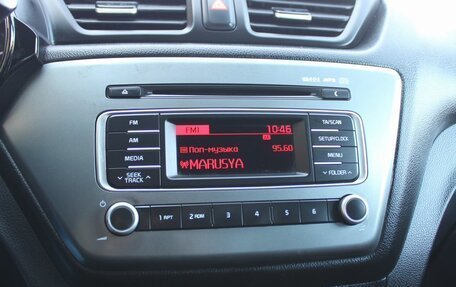 FM
AM
MEDIA
SEEK
TRACK
FM1 10:46
Поп-музыка 95.60
MARUSYA
TA/SCAN
SETUP/CLOCK
MENU
FOLDER
1 RPT 2 RDM 3 4 5 6